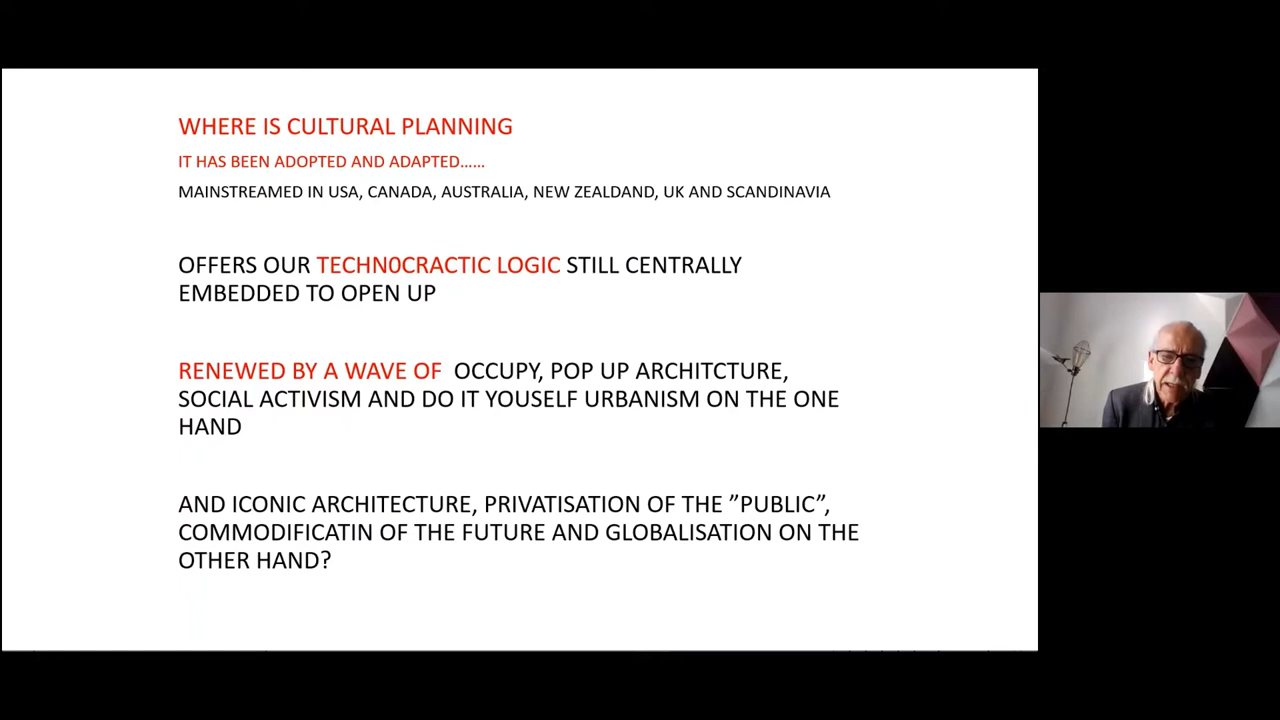 WHERE IS CULTURAL PLANNING
IT HAS BEEN ADOPTED AND ADAPTED......
MAINSTREAMED IN USA, CANADA, AUSTRALIA, NEW ZEALDAND, UK AND SCANDINAVIA
OFFERS OUR TECHN0CRACTIC LOGIC STILL CENTRALLY
EMBEDDED TO OPEN UP
RENEWED BY A WAVE OF OCCUPY, POP UP ARCHITCTURE,
SOCIAL ACTIVISM AND DO IT YOUSELF URBANISM ON THE ONE
HAND
AND ICONIC ARCHITECTURE, PRIVATISATION OF THE ”PUBLIC”,
COMMODIFICATIN OF THE FUTURE AND GLOBALISATION ON THE
OTHER HAND?